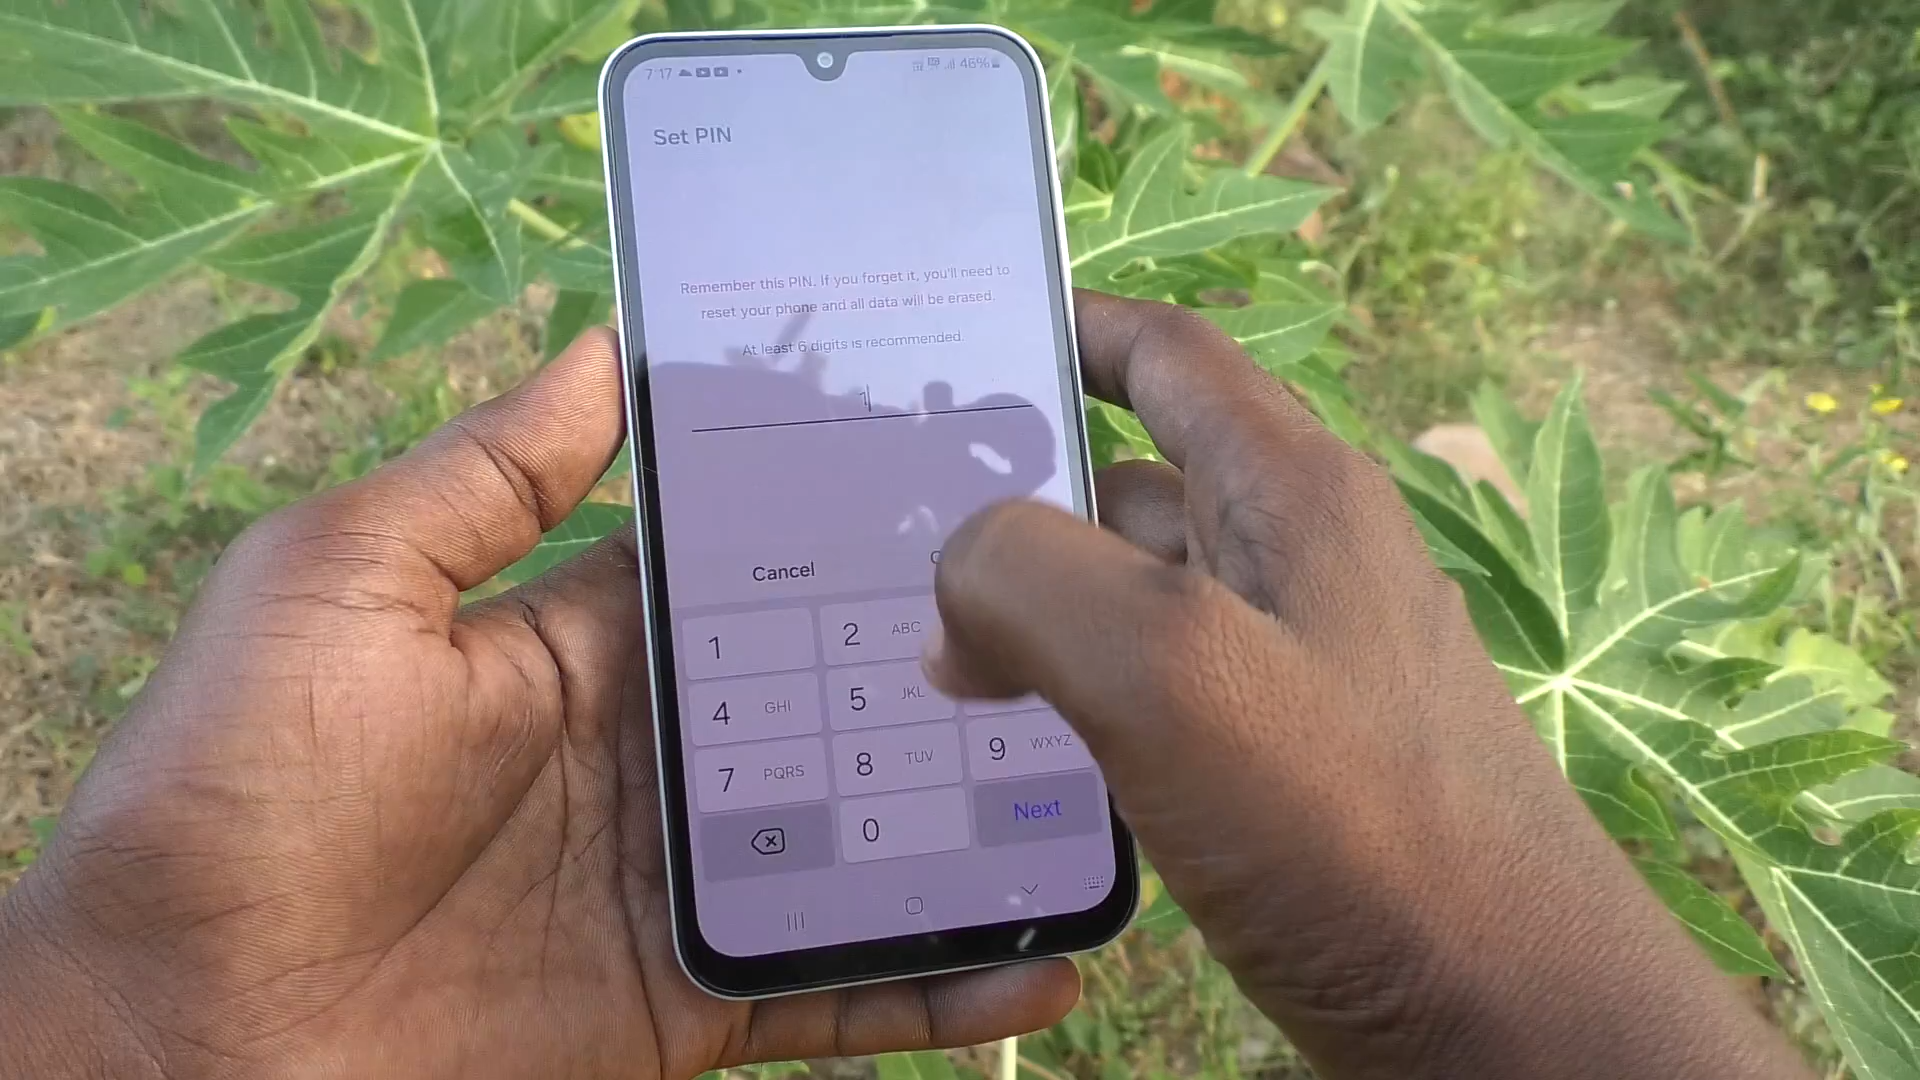 7:17 46%
Set PIN
Remember this PIN. If you forget it, you'll need to
reset your phone and all data will be erased.
At least 6 digits is recommended.
1
Cancel
1 2 ABC
4 GHI 5 JKL
7 PQRS 8 TUV 9 WXYZ
0 Next